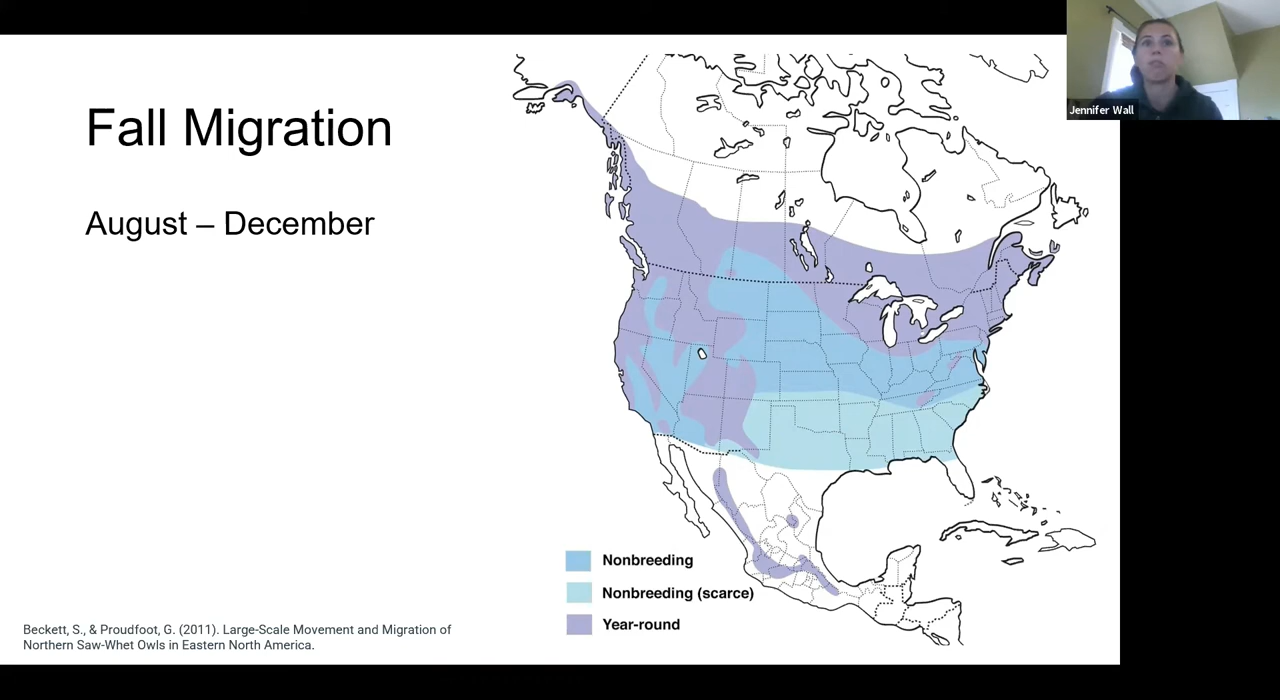 Fall Migration
August – December
Jennifer Wall
Nonbreeding
Nonbreeding (scarce)
Year-round
Beckett, S., & Proudfoot, G. (2011). Large-Scale Movement and Migration of
Northern Saw-Whet Owls in Eastern North America.